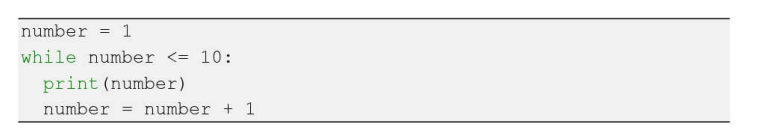 number = 1
while number <= 10:
  print(number)
  number = number + 1